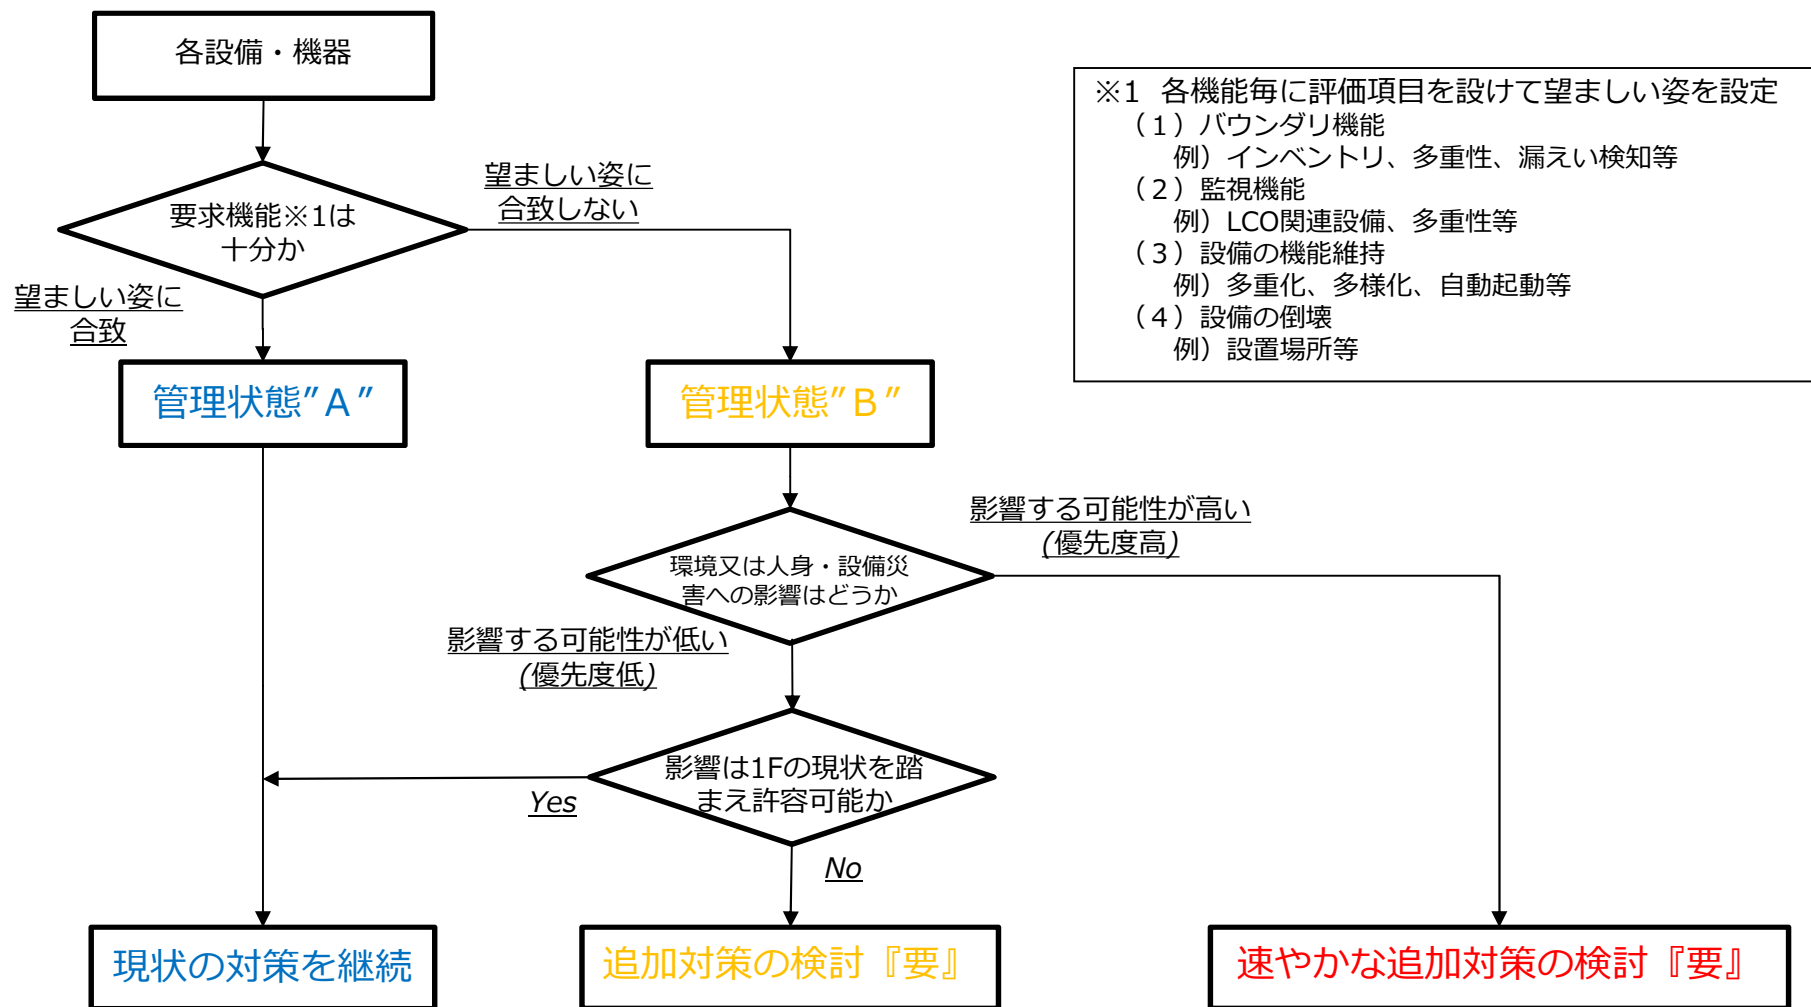 各設備・機器
※1 各機能毎に評価項目を設けて望ましい姿を設定
（１）バウンダリ機能
例）インベントリ、多重性、漏えい検知等
（２）監視機能
例）LCO関連設備、多重性等
（３）設備の機能維持
例）多重化、多様化、自動起動等
（４）設備の倒壊
例）設置場所等
要求機能※1は
十分か
望ましい姿に
合致しない
望ましい姿に
合致
管理状態”Ａ”
管理状態”Ｂ”
環境又は人身・設備災
害への影響はどうか
影響する可能性が高い
(優先度高)
影響する可能性が低い
(優先度低)
影響は1Fの現状を踏
まえ許容可能か
Yes
No
現状の対策を継続
追加対策の検討『要』
速やかな追加対策の検討『要』